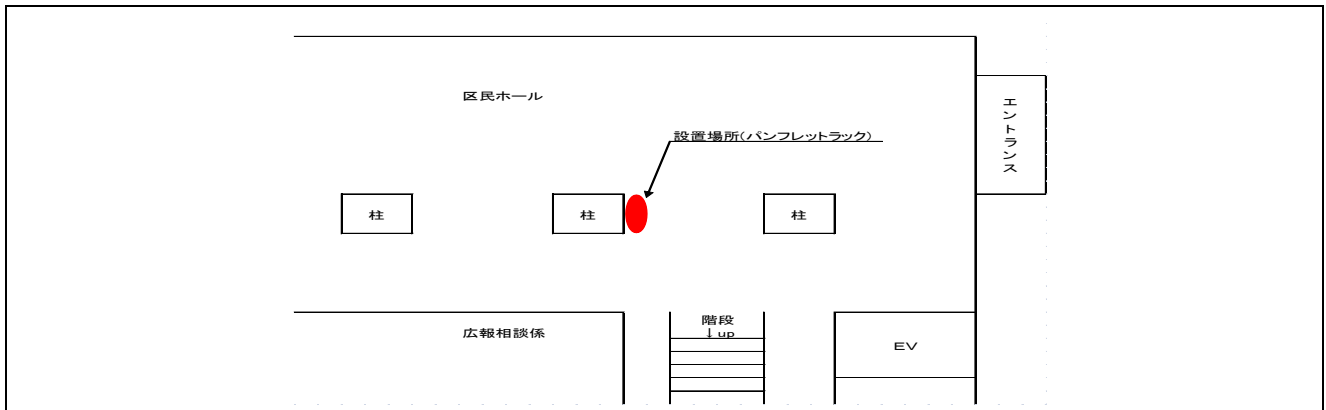 区民ホール
エントランス
設置場所(パンフレットラック)
柱
柱
柱
広報相談係
階段
↓up
EV